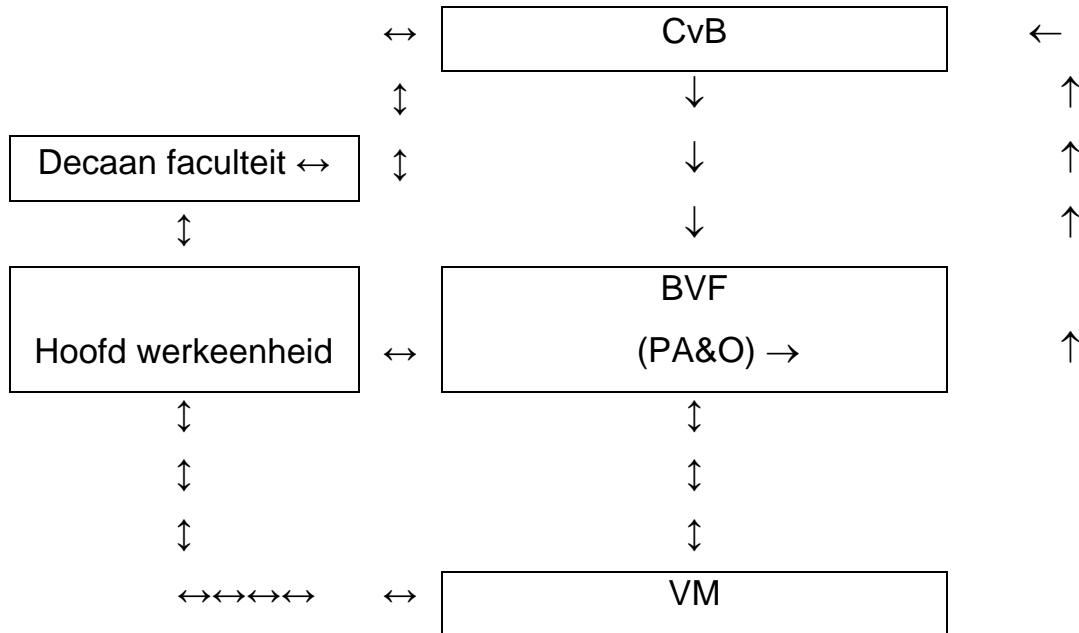 ↔ CvB ←
↕ ↓ ↑
Decaan faculteit ↔ ↕ ↓ ↑
↕ ↓ ↑
BVF
Hoofd werkeenheid ↔ (PA&O) → ↑
↕ ↕
↕ ↕
↕ ↕
↔↔↔↔ ↔ VM